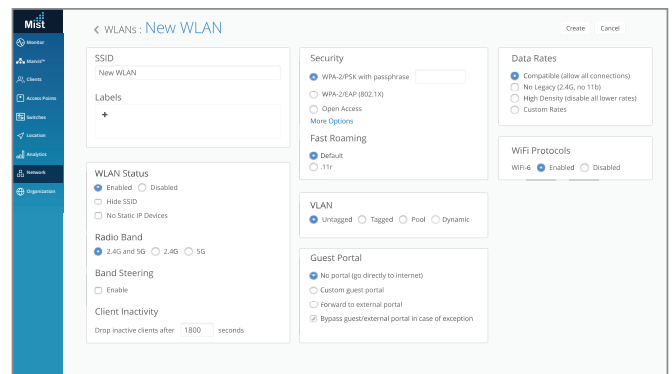 Mist
WLANs : New WLAN
Create
Cancel
Monitor
Marvis™
Clients
Access Points
Switches
Location
Analytics
Network
Organization
SSID
New WLAN
Labels
+
WLAN Status
Enabled Disabled
Hide SSID
No Static IP Devices
Radio Band
2.4G and 5G 2.4G 5G
Band Steering
Enable
Client Inactivity
Drop inactive clients after 1800 seconds
Security
WPA-2/PSK with passphrase
WPA-2/EAP (802.1X)
Open Access
More Options
Fast Roaming
Default
.11r
VLAN
Untagged Tagged Pool Dynamic
Guest Portal
No portal (go directly to internet)
Custom guest portal
Forward to external portal
Bypass guest/external portal in case of exception
Data Rates
Compatible (allow all connections)
No Legacy (2.4G, no 11b)
High Density (disable all lower rates)
Custom Rates
WiFi Protocols
WiFi-6 Enabled Disabled